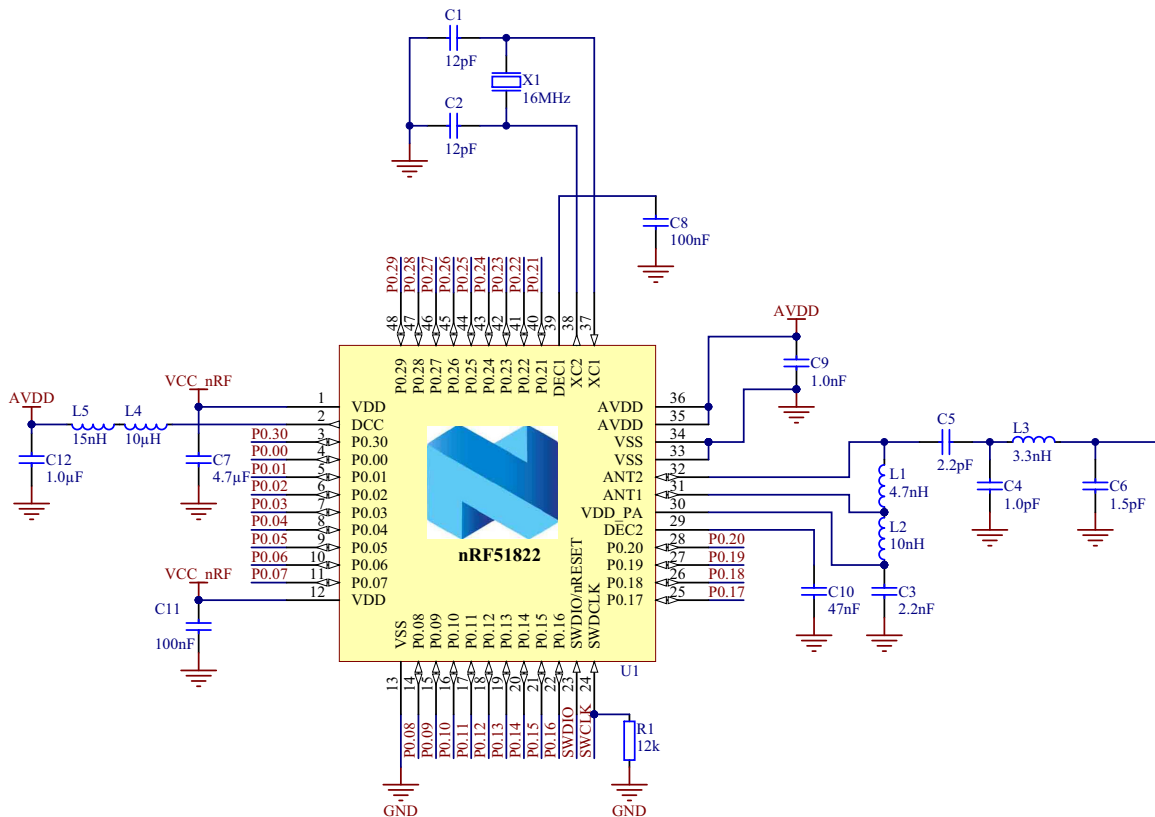 C1
12pF
X1
16MHz
C2
12pF
C8
100nF
P0.29
P0.28
P0.27
P0.26
P0.25
P0.24
P0.23
P0.22
P0.21
48
47
46
45
44
43
42
41
40
39
38
37
P0.29
P0.28
P0.27
P0.26
P0.25
P0.24
P0.23
P0.22
P0.21
DEC1
XC2
XC1
AVDD
C9
1.0nF
VCC_nRF
AVDD
L5
15nH
L4
10µH
C12
1.0µF
C7
4.7µF
P0.30
P0.00
P0.01
P0.02
P0.03
P0.04
P0.05
P0.06
P0.07
VCC_nRF
C11
100nF
1
2
3
4
5
6
7
8
9
10
11
12
VDD
DCC
P0.30
P0.00
P0.01
P0.02
P0.03
P0.04
P0.05
P0.06
P0.07
VDD
nRF51822
AVDD
AVDD
VSS
VSS
ANT2
ANT1
VDD_PA
DEC2
P0.20
P0.19
P0.18
P0.17
36
35
34
33
32
31
30
29
28
27
26
25
P0.20
P0.19
P0.18
P0.17
C5
2.2pF
L3
3.3nH
L1
4.7nH
C4
1.0pF
C6
1.5pF
L2
10nH
C10
47nF
C3
2.2nF
VSS
P0.08
P0.09
P0.10
P0.11
P0.12
P0.13
P0.14
P0.15
P0.16
SWDIO/nRESET
SWDCLK
U1
13
14
15
16
17
18
19
20
21
22
23
24
P0.08
P0.09
P0.10
P0.11
P0.12
P0.13
P0.14
P0.15
P0.16
SWDIO
SWCLK
R1
12k
GND
GND